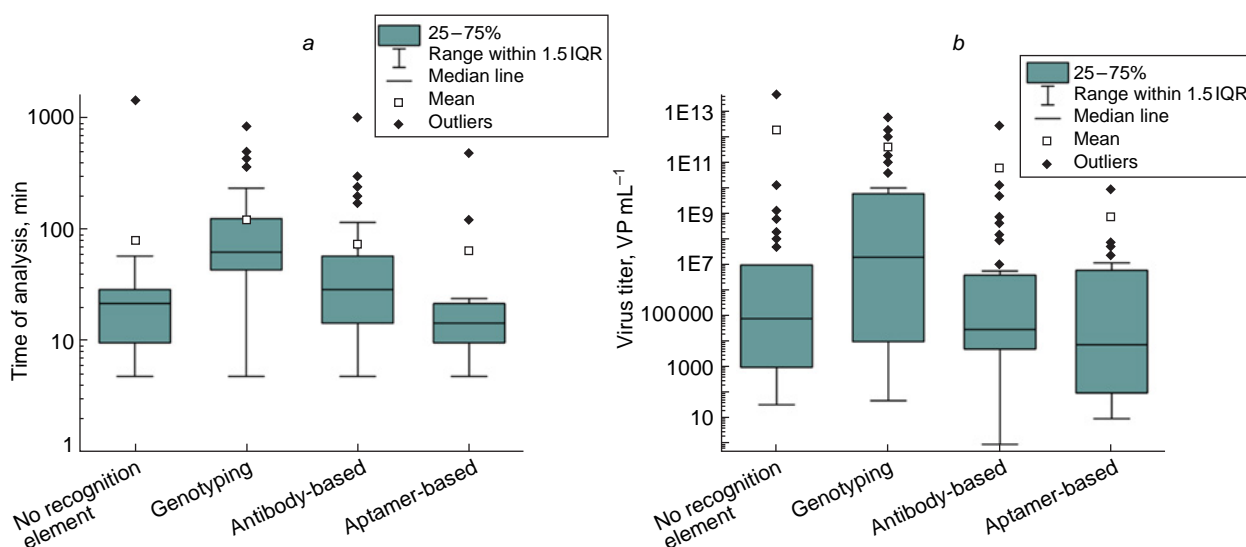 a
25–75%
Range within 1.5 IQR
Median line
Mean
Outliers
Time of analysis, min
1000
100
10
1
No recognition
element
Genotyping
Antibody-based
Aptamer-based
b
25–75%
Range within 1.5 IQR
Median line
Mean
Outliers
Virus titer, VP mL⁻¹
1E13
1E11
1E9
1E7
100 000
1000
10
No recognition
element
Genotyping
Antibody-based
Aptamer-based